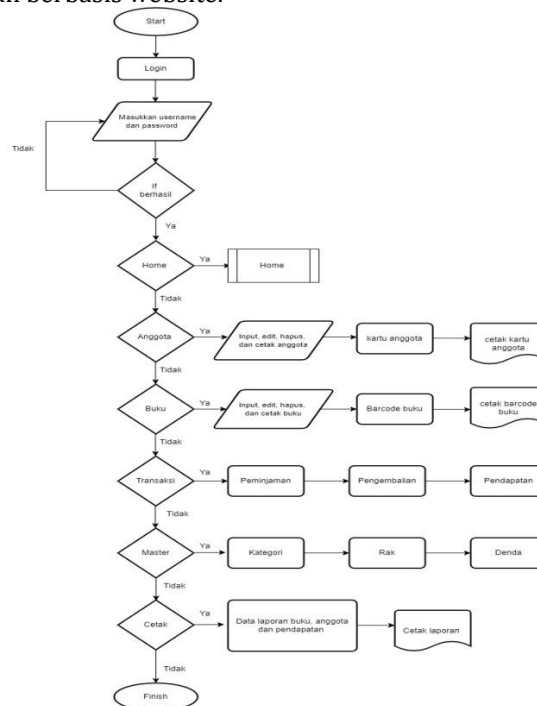 berbasis website.
Start
Login
Masukkan username
dan password
Tidak
If
berhasil
Ya
Home
Ya
Home
Tidak
Anggota
Ya
Input, edit, hapus,
dan cetak anggota
kartu anggota
cetak kartu
anggota
Tidak
Buku
Ya
Input, edit, hapus,
dan cetak buku
Barcode buku
cetak barcode
buku
Tidak
Transaksi
Ya
Peminjaman
Pengembalian
Pendapatan
Tidak
Master
Ya
Kategori
Rak
Denda
Tidak
Cetak
Ya
Data laporan buku, anggota
dan pendapatan
Cetak laporan
Tidak
Finish